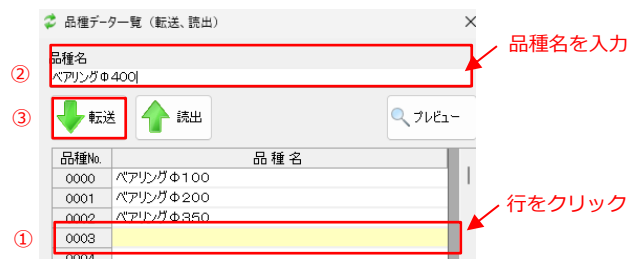 品種データ一覧（転送、読出）
品種名を入力
品種名
② ベアリングΦ400
③ 転送 読出 プレビュー
品種No. 品種名
0000 ベアリングΦ100
0001 ベアリングΦ200
0002 ベアリングΦ350
行をクリック
① 0003
0004